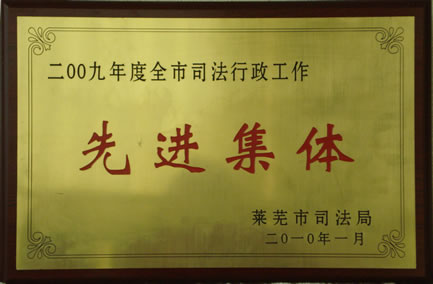 二00九年度全市司法行政工作
先进集体
莱芜市司法局
二0一0年一月